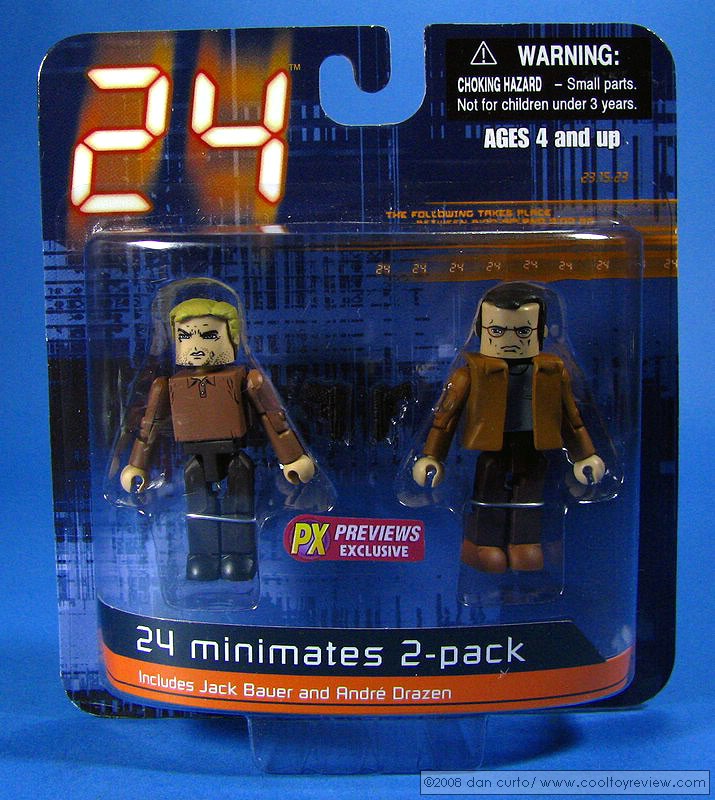 24™
⚠ WARNING:
CHOKING HAZARD – Small parts.
Not for children under 3 years.
AGES 4 and up
23:15:23
THE FOLLOWING TAKES PLACE
24 24 24 24 24 24 24 24
PX PREVIEWS
EXCLUSIVE
24 minimates 2-pack
Includes Jack Bauer and André Drazen
©2008 dan curto/ www.cooltoyreview.com